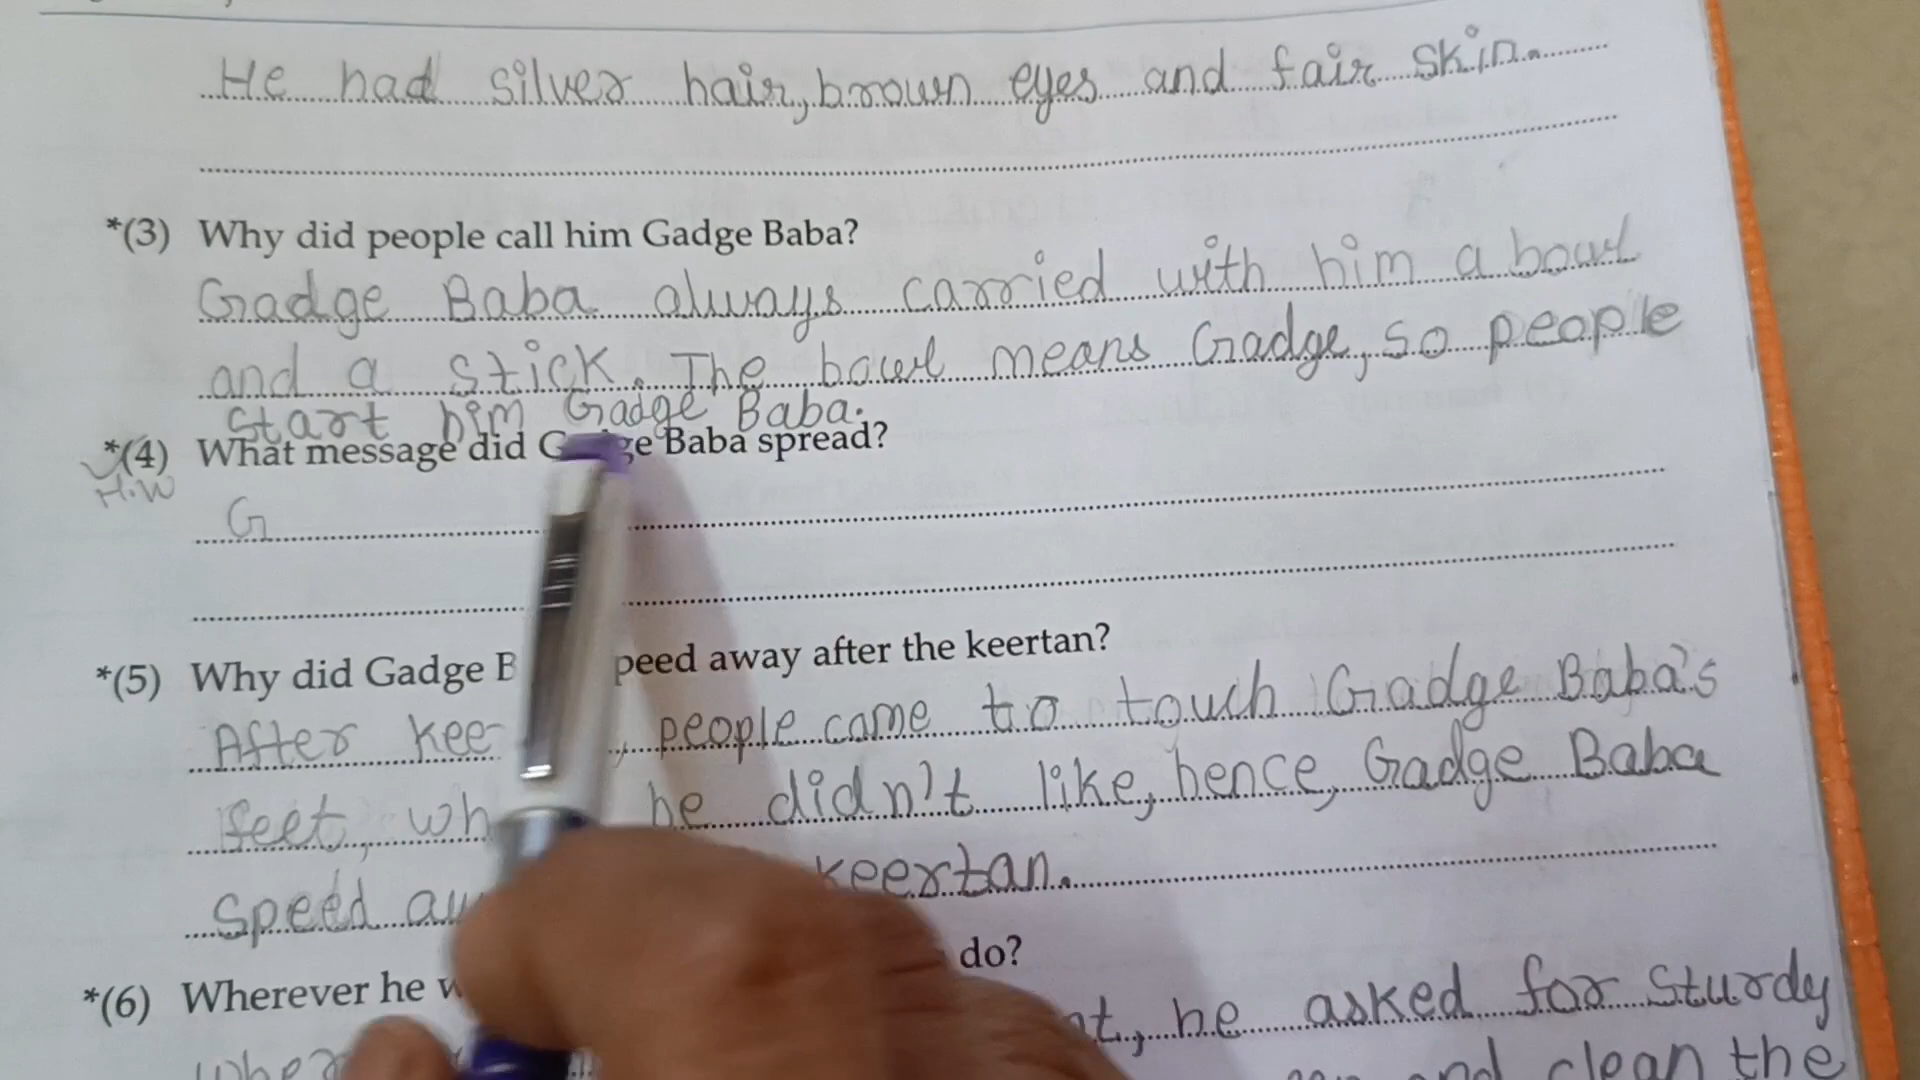 He had silver hair, brown eyes and fair skin.
*(3) Why did people call him Gadge Baba?
Gadge Baba always carried with him a bowl
and a stick. The bowl means Gadge, so people
start him Gadge Baba.
*(4) What message did G ge Baba spread?
H.W
G
*(5) Why did Gadge B peed away after the keertan?
After kee , people came to touch Gadge Baba's
feet, wh he didn't like, hence, Gadge Baba
speed aw keertan.
*(6) Wherever he w do?
nt, he asked for sturdy
and clean the